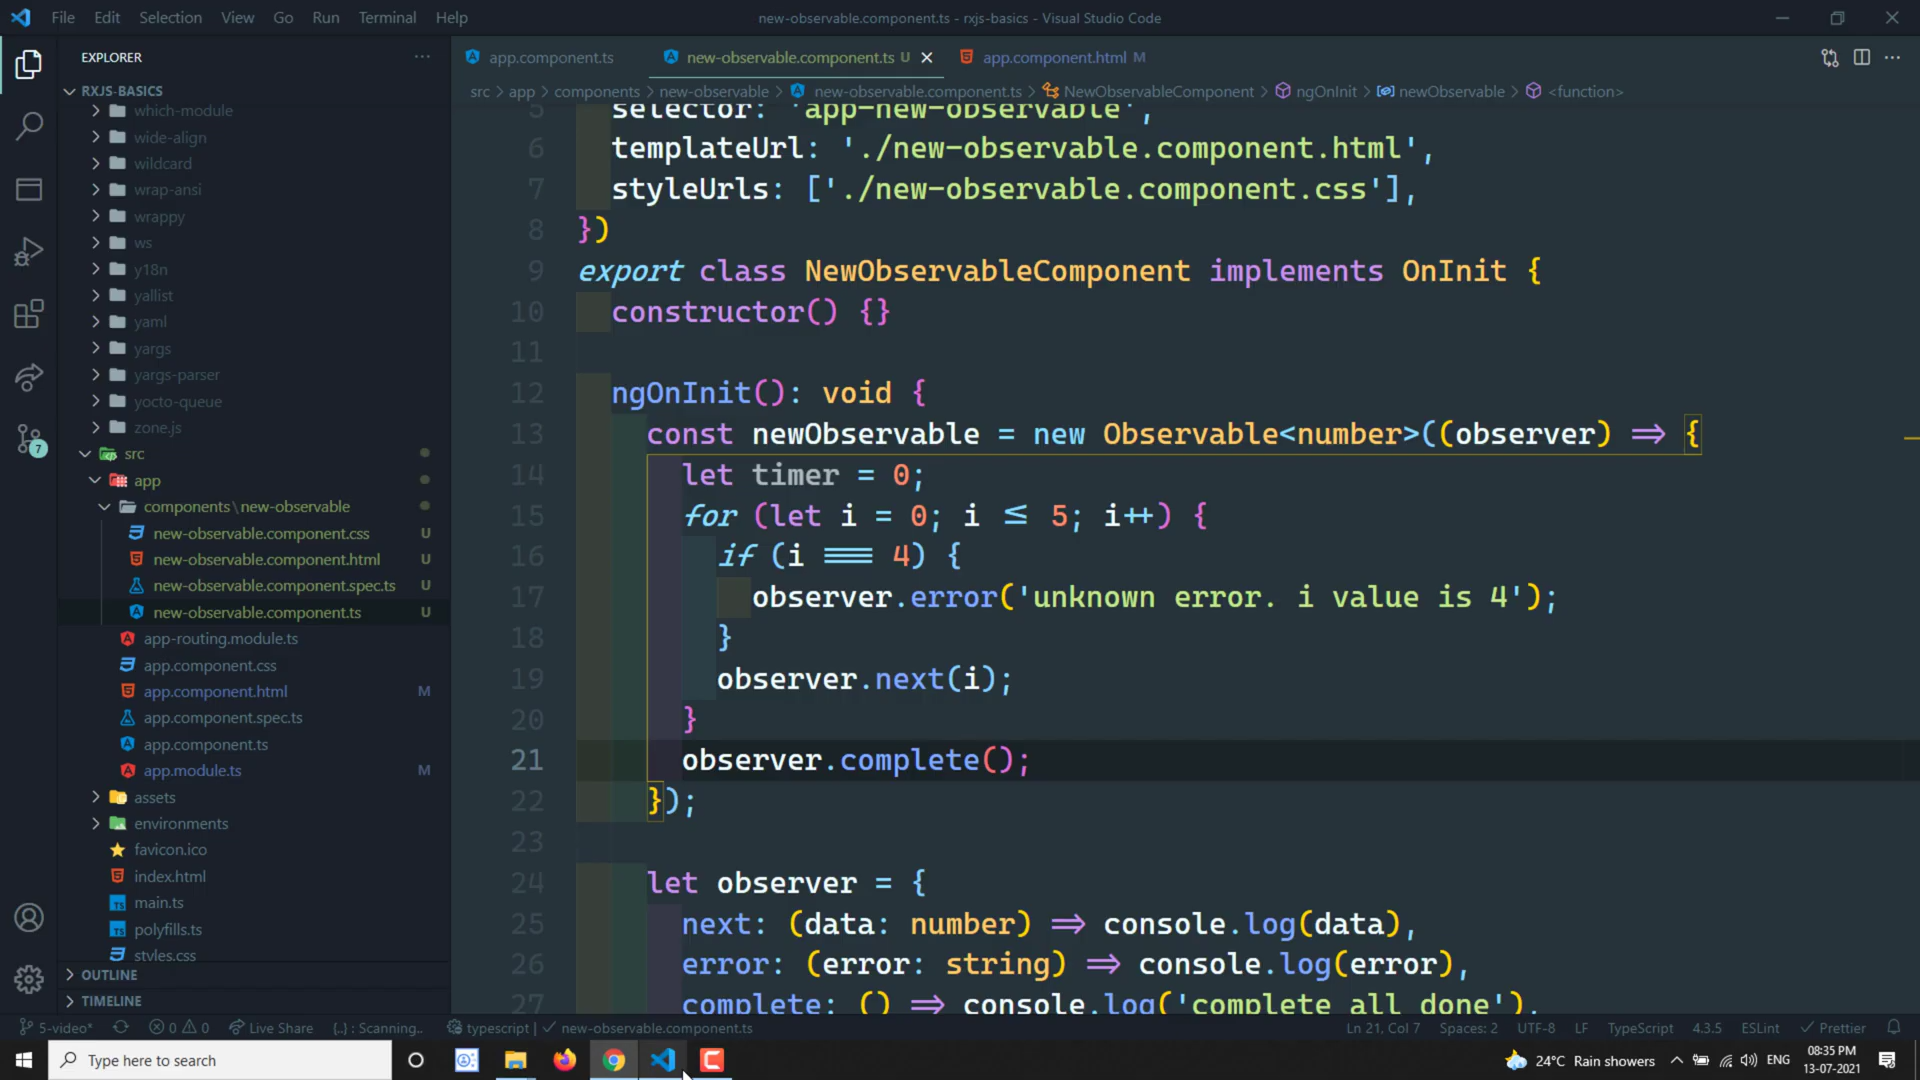 File Edit Selection View Go Run Terminal Help
new-observable.component.ts - rxjs-basics - Visual Studio Code
EXPLORER
RXJS-BASICS
which-module
wide-align
wildcard
wrap-ansi
wrappy
ws
y18n
yallist
yaml
yargs
yargs-parser
yocto-queue
zone.js
src
app
components\new-observable
new-observable.component.css U
new-observable.component.html U
new-observable.component.spec.ts U
new-observable.component.ts U
app-routing.module.ts
app.component.css
app.component.html M
app.component.spec.ts
app.component.ts
app.module.ts M
assets
environments
favicon.ico
index.html
main.ts
polyfills.ts
styles.css
OUTLINE
TIMELINE
7
app.component.ts new-observable.component.ts U app.component.html M
src > app > components > new-observable > new-observable.component.ts > NewObservableComponent > ngOnInit > newObservable > <function>
5 selector: 'app-new-observable',
6 templateUrl: './new-observable.component.html',
7 styleUrls: ['./new-observable.component.css'],
8 })
9 export class NewObservableComponent implements OnInit {
10 constructor() {}
11
12 ngOnInit(): void {
13 const newObservable = new Observable<number>((observer) => {
14 let timer = 0;
15 for (let i = 0; i <= 5; i++) {
16 if (i === 4) {
17 observer.error('unknown error. i value is 4');
18 }
19 observer.next(i);
20 }
21 observer.complete();
22 });
23
24 let observer = {
25 next: (data: number) => console.log(data),
26 error: (error: string) => console.log(error),
27 complete: () => console.log('complete all done'),
5-video* 0 0 Live Share {..} : Scanning.. typescript | new-observable.component.ts Ln 21, Col 7 Spaces: 2 UTF-8 LF TypeScript 4.3.5 ESLint Prettier
Type here to search
24°C Rain showers ENG
08:35 PM
13-07-2021